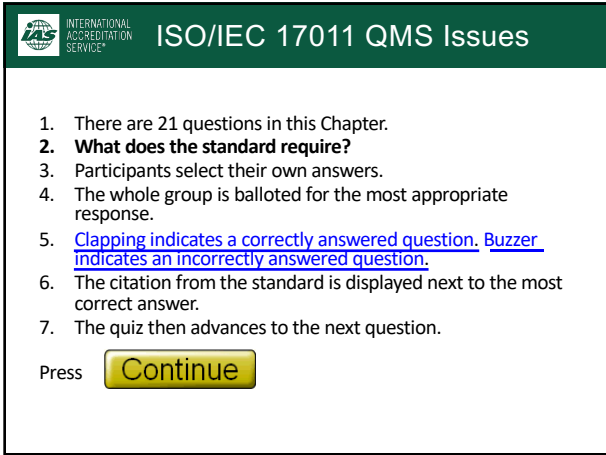 IAS
INTERNATIONAL
ACCREDITATION
SERVICE®
ISO/IEC 17011 QMS Issues
1. There are 21 questions in this Chapter.
2. What does the standard require?
3. Participants select their own answers.
4. The whole group is balloted for the most appropriate
response.
5. Clapping indicates a correctly answered question. Buzzer
indicates an incorrectly answered question.
6. The citation from the standard is displayed next to the most
correct answer.
7. The quiz then advances to the next question.
Press Continue